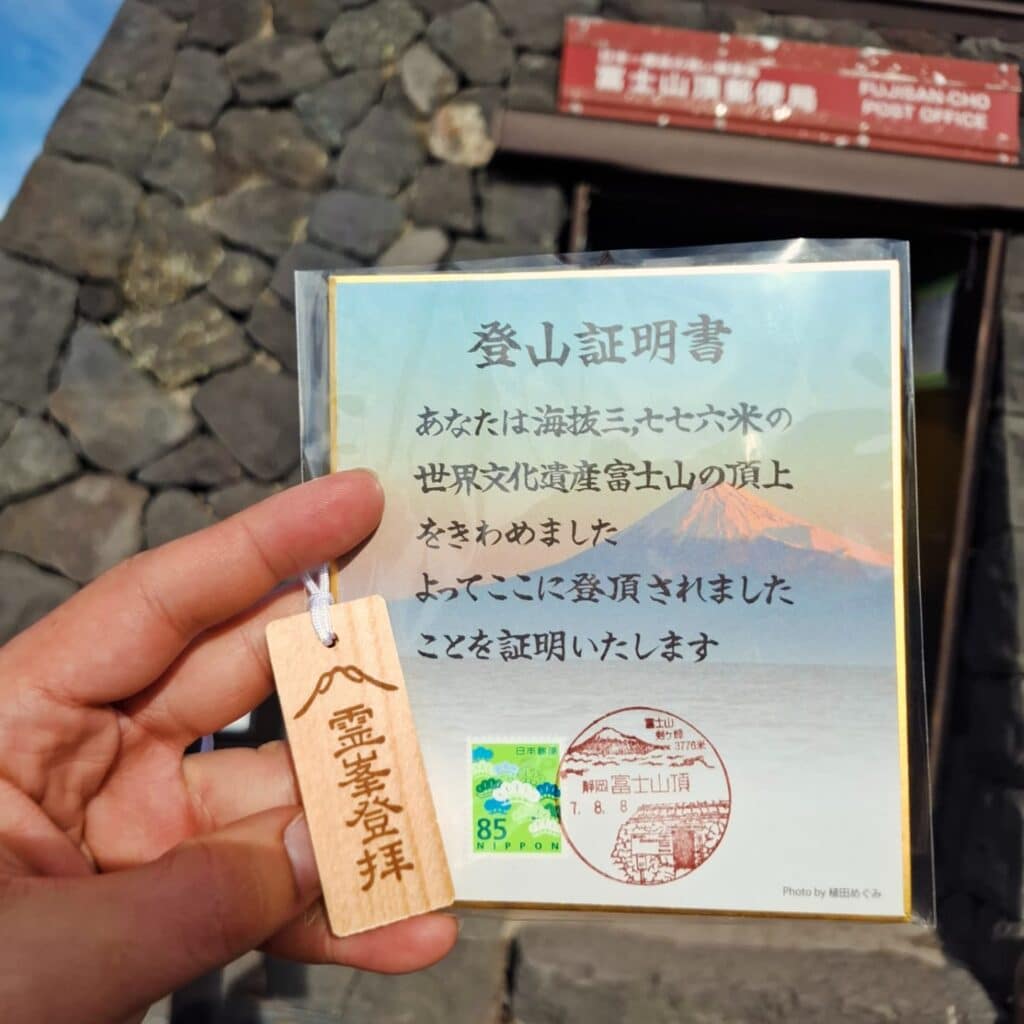 富士山頂郵便局
FUJISAN-CHO
POST OFFICE
登山証明書
あなたは海抜三,七七六米の
世界文化遺産富士山の頂上
をきわめました
よってここに登頂されました
ことを証明いたします
霊峯登拝
日本郵便
85
NIPPON
富士山
剣ヶ峰
3776米
静岡 富士山頂
7. 8. 8
Photo by 植田めぐみ